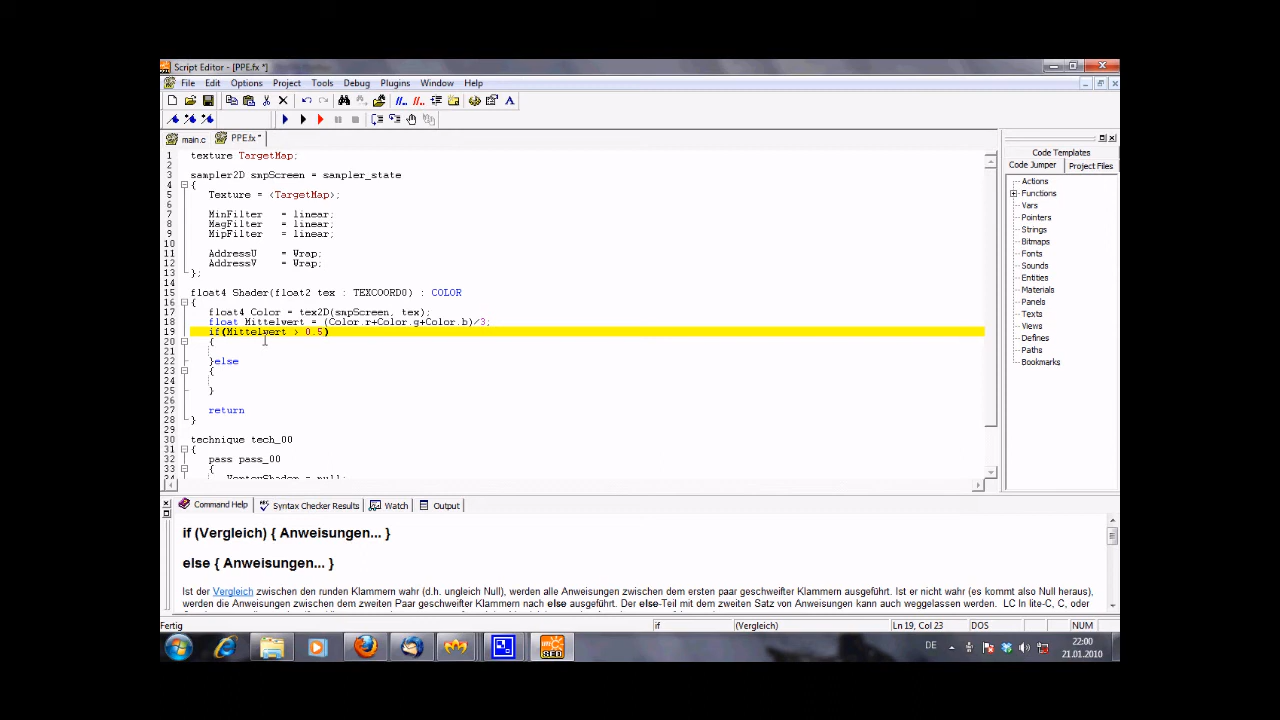 Script Editor - [PPE.fx *]
File Edit Options Project Tools Debug Plugins Window Help
main.c PPE.fx *
1 texture TargetMap;
2
3 sampler2D smpScreen = sampler_state
4 {
5 Texture = <TargetMap>;
6
7 MinFilter = linear;
8 MagFilter = linear;
9 MipFilter = linear;
10
11 AddressU = Wrap;
12 AddressV = Wrap;
13 };
14
15 float4 Shader(float2 tex : TEXCOORD0) : COLOR
16 {
17 float4 Color = tex2D(smpScreen, tex);
18 float Mittelvert = (Color.r+Color.g+Color.b)/3;
19 if(Mittelvert > 0.5)
20 {
21
22 }else
23 {
24
25 }
26
27 return
28 }
29
30 technique tech_00
31 {
32 pass pass_00
33 {
34 VertexShader = null;
Code Templates
Code Jumper Project Files
Actions
Functions
Vars
Pointers
Strings
Bitmaps
Fonts
Sounds
Entities
Materials
Panels
Texts
Views
Defines
Paths
Bookmarks
Command Help Syntax Checker Results Watch Output
if (Vergleich) { Anweisungen... }
else { Anweisungen... }
Ist der Vergleich zwischen den runden Klammern wahr (d.h. ungleich Null), werden alle Anweisungen zwischen dem ersten paar geschweifter Klammern ausgeführt. Ist er nicht wahr (es kommt also Null heraus),
werden die Anweisungen zwischen dem zweiten Paar geschweifter Klammern nach else ausgeführt. Der else-Teil mit dem zweiten Satz von Anweisungen kann auch weggelassen werden. LC In lite-C, C, oder
Fertig if (Vergleich) Ln 19, Col 23 DOS NUM
SED DE 22:00
21.01.2010